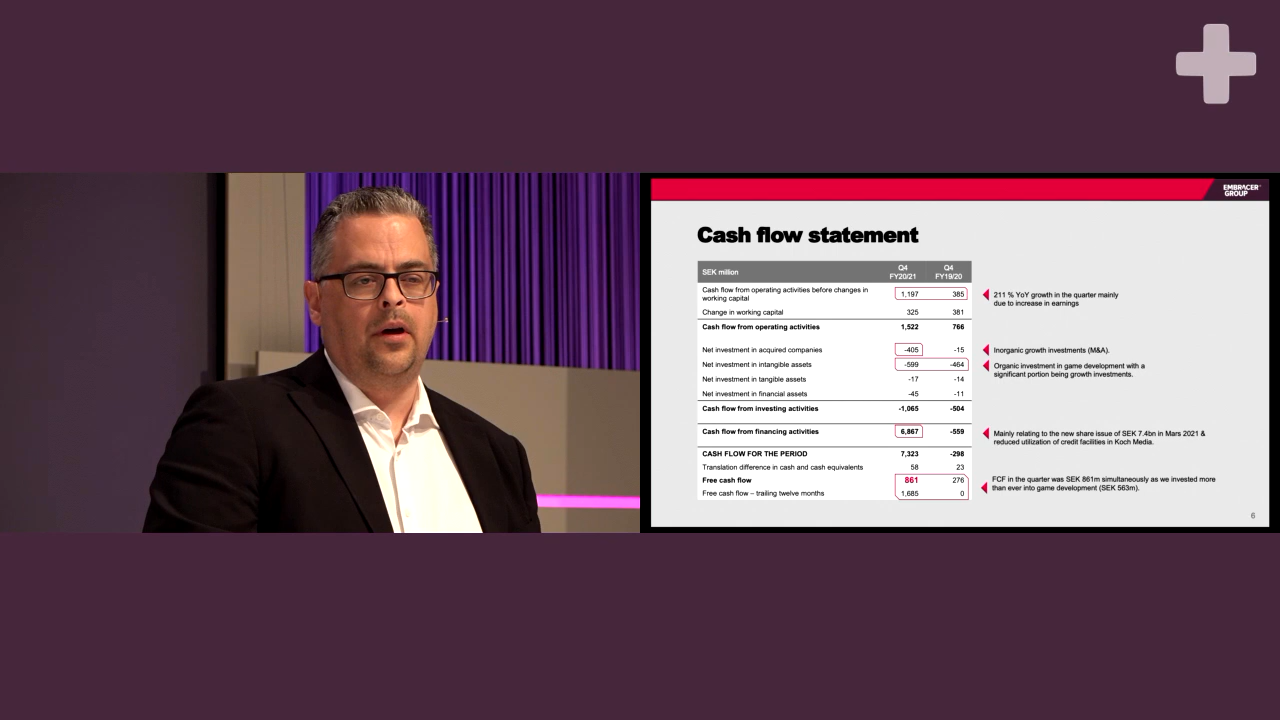 EMBRACER
GROUP
Cash flow statement
SEK million Q4 FY20/21 Q4 FY19/20
Cash flow from operating activities before changes in
working capital 1,197 385
211 % YoY growth in the quarter mainly
due to increase in earnings
Change in working capital 325 381
Cash flow from operating activities 1,522 766
Net investment in acquired companies -405 -15
Inorganic growth investments (M&A).
Net investment in intangible assets -599 -464
Organic investment in game development with a
significant portion being growth investments.
Net investment in tangible assets -17 -14
Net investment in financial assets -45 -11
Cash flow from investing activities -1,065 -504
Cash flow from financing activities 6,867 -559
Mainly relating to the new share issue of SEK 7.4bn in Mars 2021 &
reduced utilization of credit facilities in Koch Media.
CASH FLOW FOR THE PERIOD 7,323 -298
Translation difference in cash and cash equivalents 58 23
Free cash flow 861 276
FCF in the quarter was SEK 861m simultaneously as we invested more
than ever into game development (SEK 563m).
Free cash flow – trailing twelve months 1,685 0
6